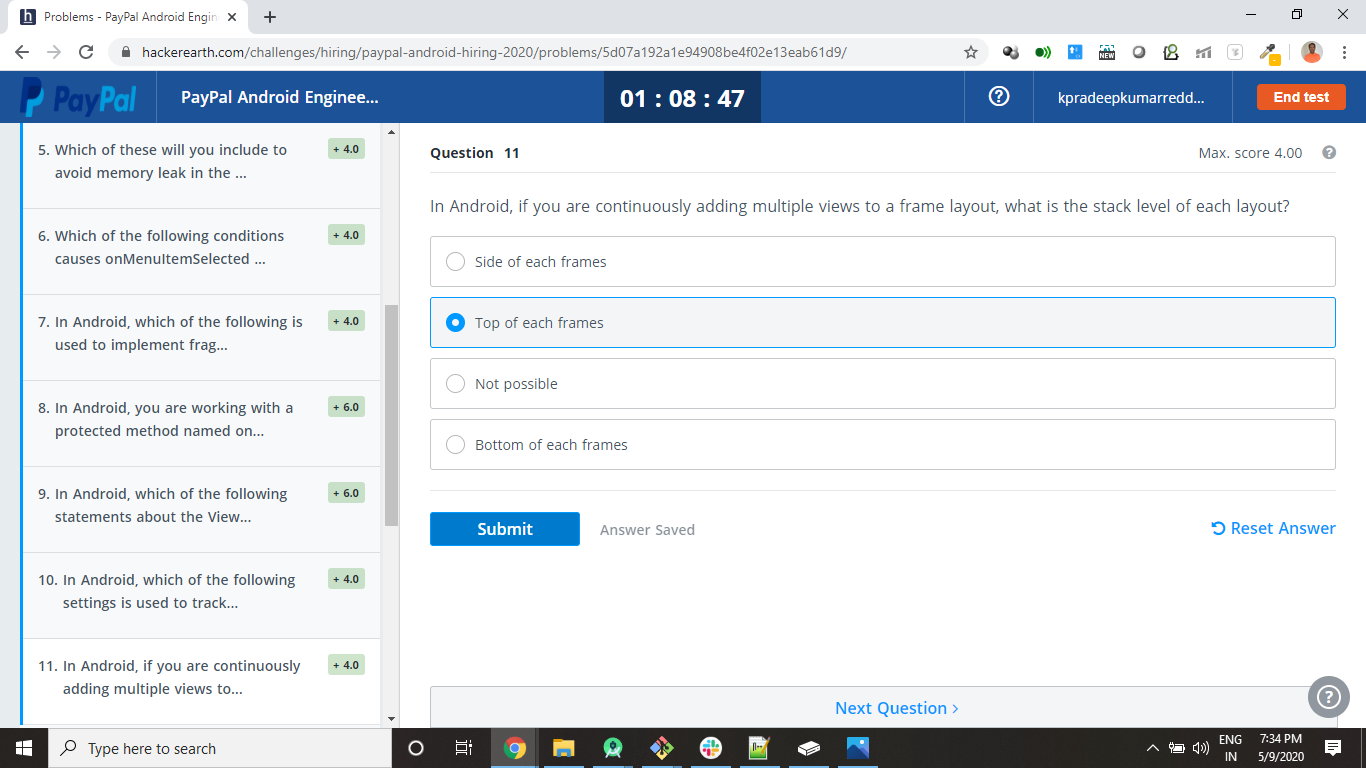 Problems - PayPal Android Engin
hackerearth.com/challenges/hiring/paypal-android-hiring-2020/problems/5d07a192a1e94908be4f02e13eab61d9/
NEW
PayPal
PayPal Android Enginee...
01 : 08 : 47
kpradeepkumarredd...
End test
5. Which of these will you include to
avoid memory leak in the ...
+ 4.0
6. Which of the following conditions
causes onMenuItemSelected ...
+ 4.0
7. In Android, which of the following is
used to implement frag...
+ 4.0
8. In Android, you are working with a
protected method named on...
+ 6.0
9. In Android, which of the following
statements about the View...
+ 6.0
10. In Android, which of the following
settings is used to track...
+ 4.0
11. In Android, if you are continuously
adding multiple views to...
+ 4.0
Question 11
Max. score 4.00
In Android, if you are continuously adding multiple views to a frame layout, what is the stack level of each layout?
Side of each frames
Top of each frames
Not possible
Bottom of each frames
Submit
Answer Saved
Reset Answer
Next Question >
Type here to search
ENG
IN
7:34 PM
5/9/2020